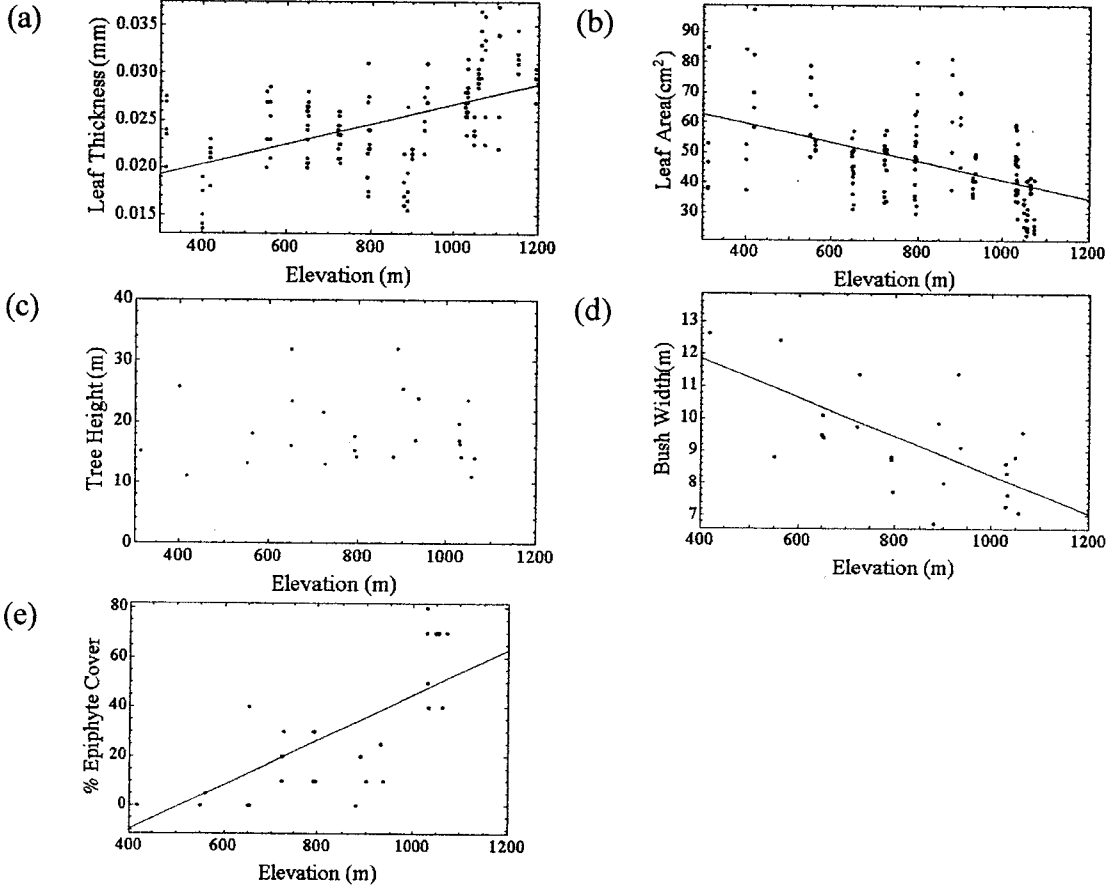 (a)
Leaf Thickness (mm)
0.035
0.030
0.025
0.020
0.015
400 600 800 1000 1200
Elevation (m)
(b)
Leaf Area(cm²)
90
80
70
60
50
40
30
400 600 800 1000 1200
Elevation (m)
(c)
Tree Height (m)
40
30
20
10
0
400 600 800 1000 1200
Elevation (m)
(d)
Bush Width(m)
13
12
11
10
9
8
7
400 600 800 1000 1200
Elevation (m)
(e)
% Epiphyte Cover
80
60
40
20
0
400 600 800 1000 1200
Elevation (m)